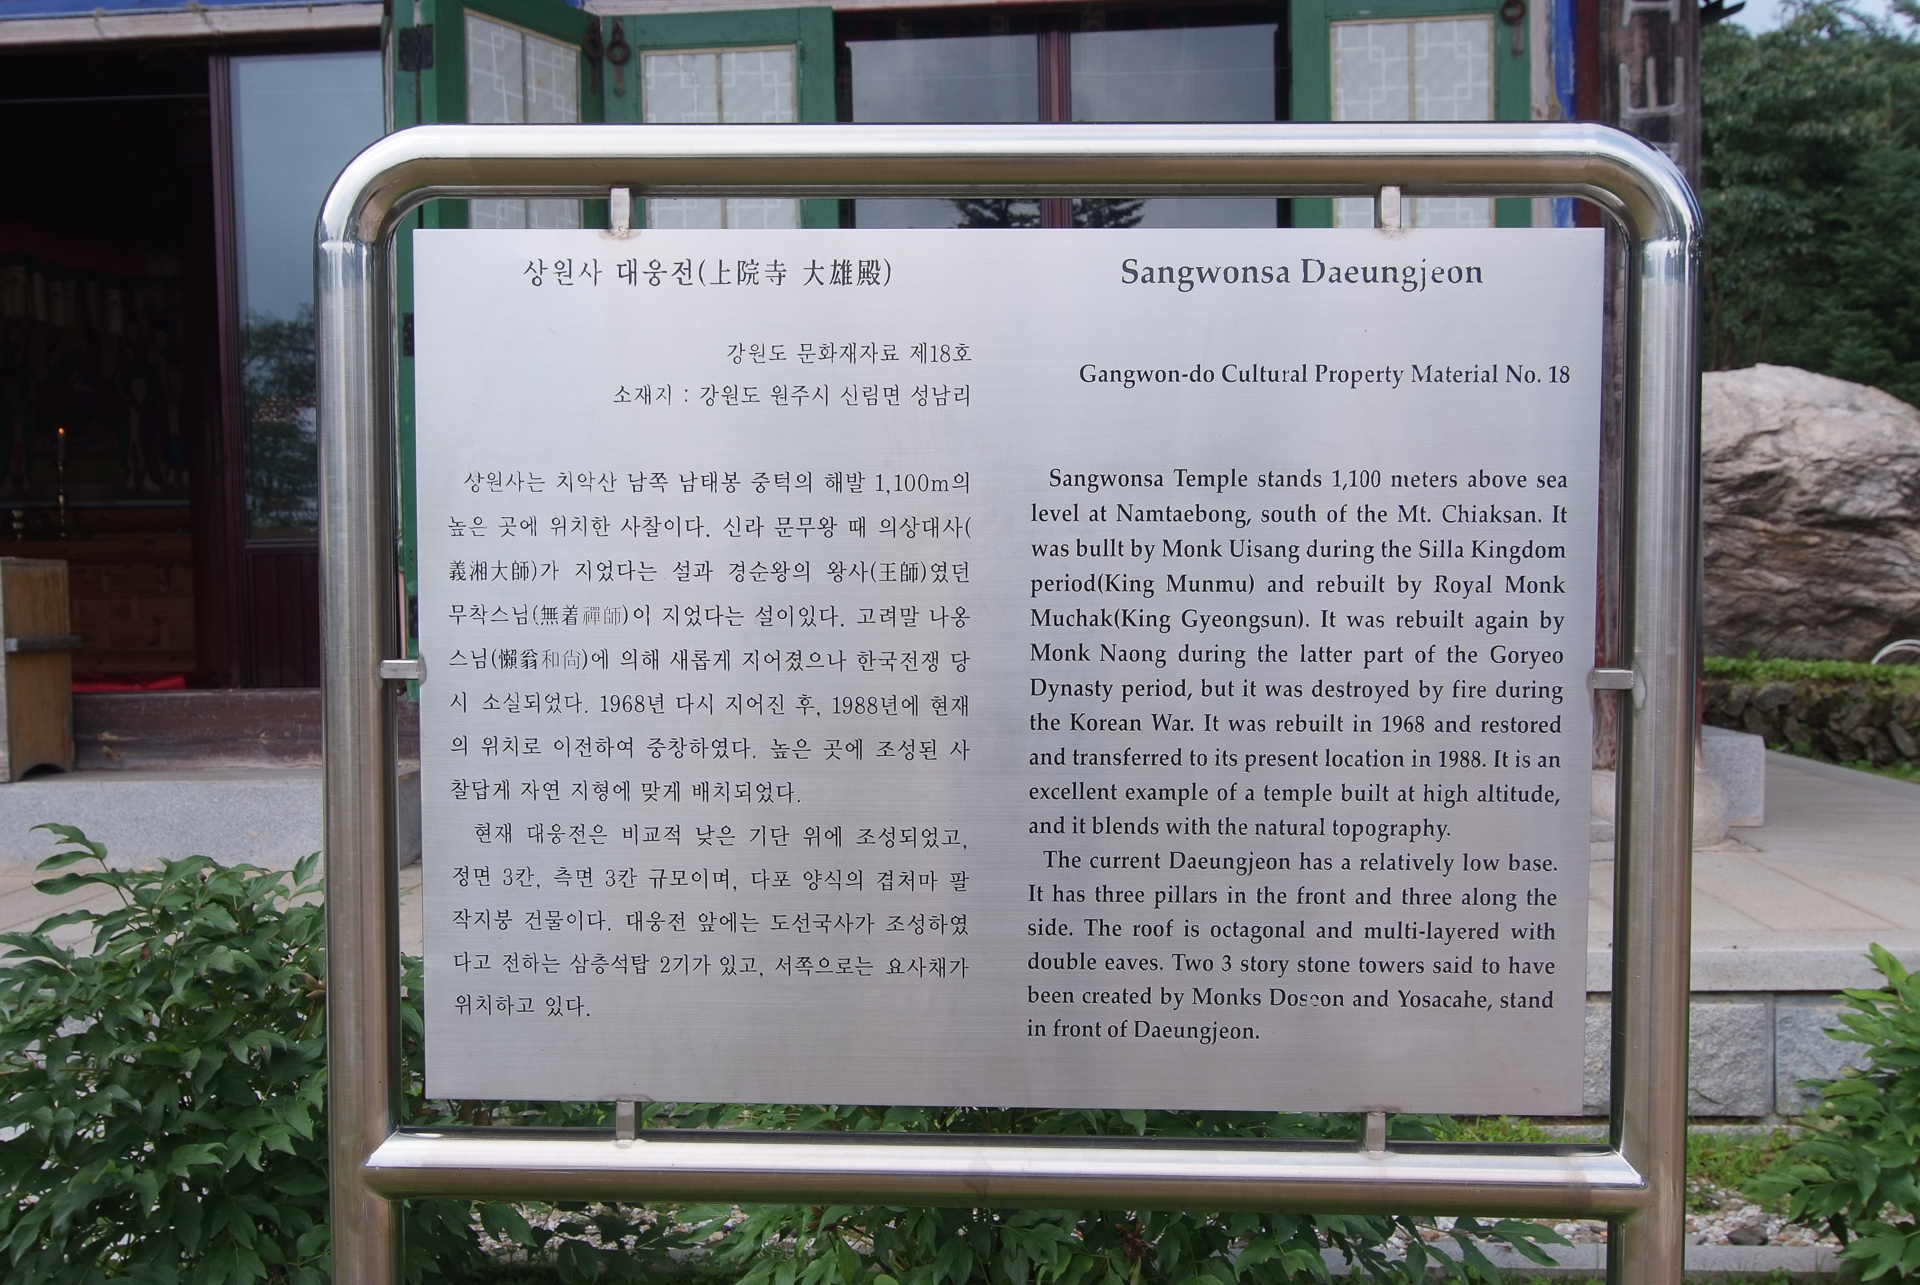 상원사 대웅전(上院寺 大雄殿)
강원도 문화재자료 제18호
소재지 : 강원도 원주시 신림면 성남리
상원사는 치악산 남쪽 남태봉 중턱의 해발 1,100m의
높은 곳에 위치한 사찰이다. 신라 문무왕 때 의상대사(
義湘大師)가 지었다는 설과 경순왕의 왕사(王師)였던
무착스님(無着禪師)이 지었다는 설이있다. 고려말 나옹
스님(懶翁和尙)에 의해 새롭게 지어졌으나 한국전쟁 당
시 소실되었다. 1968년 다시 지어진 후, 1988년에 현재
의 위치로 이전하여 중창하였다. 높은 곳에 조성된 사
찰답게 자연 지형에 맞게 배치되었다.
현재 대웅전은 비교적 낮은 기단 위에 조성되었고,
정면 3칸, 측면 3칸 규모이며, 다포 양식의 겹처마 팔
작지붕 건물이다. 대웅전 앞에는 도선국사가 조성하였
다고 전하는 삼층석탑 2기가 있고, 서쪽으로는 요사채가
위치하고 있다.
Sangwonsa Daeungjeon
Gangwon-do Cultural Property Material No. 18
Sangwonsa Temple stands 1,100 meters above sea
level at Namtaebong, south of the Mt. Chiaksan. It
was bullt by Monk Uisang during the Silla Kingdom
period(King Munmu) and rebuilt by Royal Monk
Muchak(King Gyeongsun). It was rebuilt again by
Monk Naong during the latter part of the Goryeo
Dynasty period, but it was destroyed by fire during
the Korean War. It was rebuilt in 1968 and restored
and transferred to its present location in 1988. It is an
excellent example of a temple built at high altitude,
and it blends with the natural topography.
The current Daeungjeon has a relatively low base.
It has three pillars in the front and three along the
side. The roof is octagonal and multi-layered with
double eaves. Two 3 story stone towers said to have
been created by Monks Doseon and Yosacahe, stand
in front of Daeungjeon.